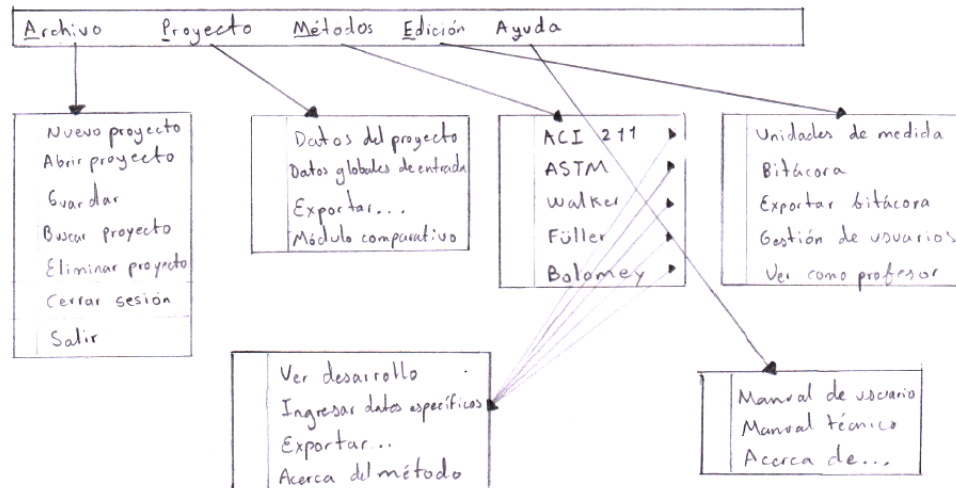 Archivo Proyecto Métodos Edición Ayuda
Nuevo proyecto
Abrir proyecto
Guardar
Buscar proyecto
Eliminar proyecto
Cerrar sesión
Salir
Datos del proyecto
Datos globales de entrada
Exportar...
Módulo comparativo
ACI 211
ASTM
Walker
Füller
Bolomey
Unidades de medida
Bitácora
Exportar bitácora
Gestión de usuarios
Ver como profesor
Ver desarrollo
Ingresar datos específicos
Exportar...
Acerca del método
Manual de usuario
Manual técnico
Acerca de...